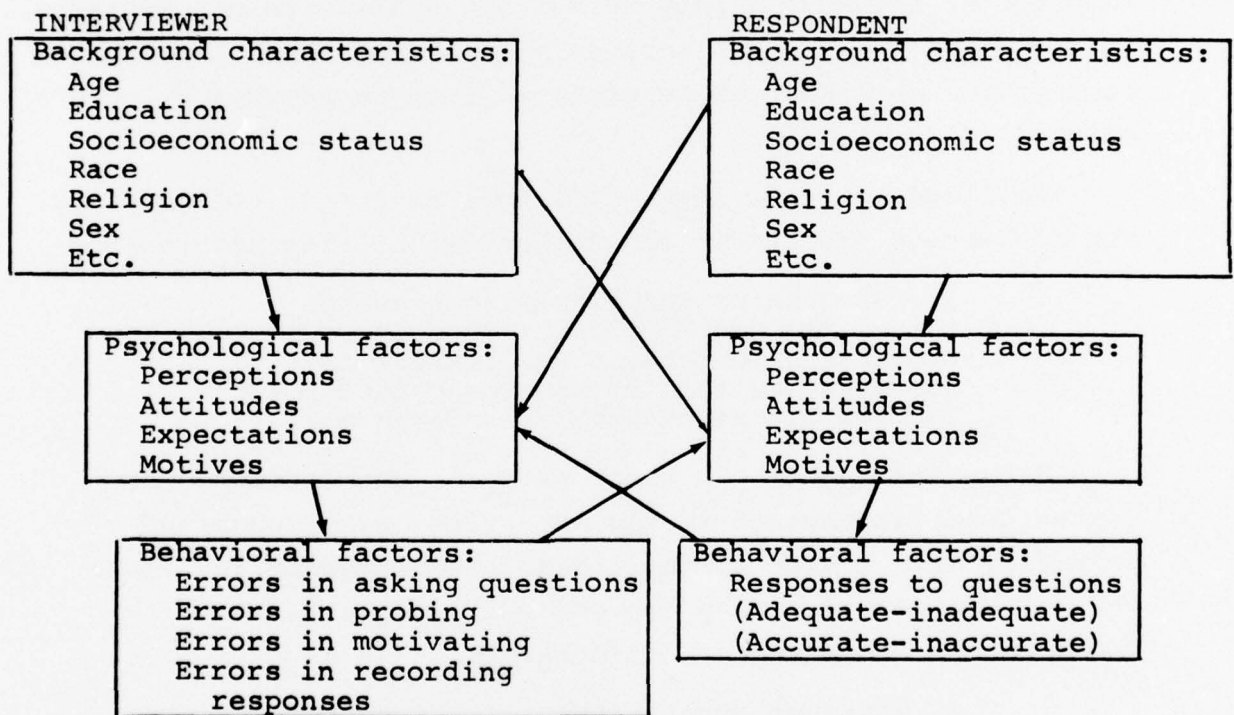 INTERVIEWER
Background characteristics:
Age
Education
Socioeconomic status
Race
Religion
Sex
Etc.
Psychological factors:
Perceptions
Attitudes
Expectations
Motives
Behavioral factors:
Errors in asking questions
Errors in probing
Errors in motivating
Errors in recording
responses
RESPONDENT
Background characteristics:
Age
Education
Socioeconomic status
Race
Religion
Sex
Etc.
Psychological factors:
Perceptions
Attitudes
Expectations
Motives
Behavioral factors:
Responses to questions
(Adequate-inadequate)
(Accurate-inaccurate)